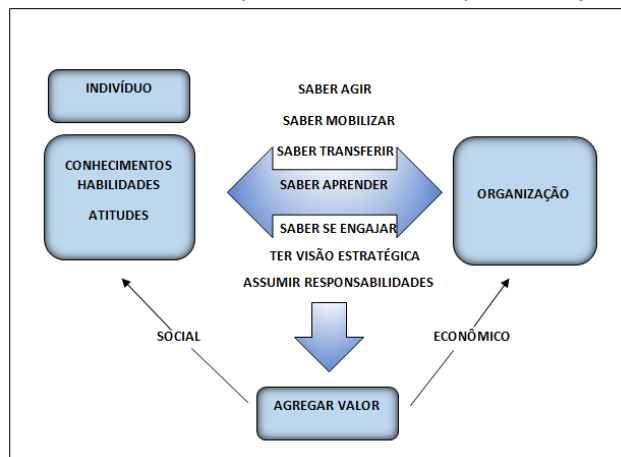 INDIVÍDUO
CONHECIMENTOS
HABILIDADES
ATITUDES
SABER AGIR
SABER MOBILIZAR
SABER TRANSFERIR
SABER APRENDER
SABER SE ENGAJAR
TER VISÃO ESTRATÉGICA
ASSUMIR RESPONSABILIDADES
ORGANIZAÇÃO
SOCIAL
ECONÔMICO
AGREGAR VALOR